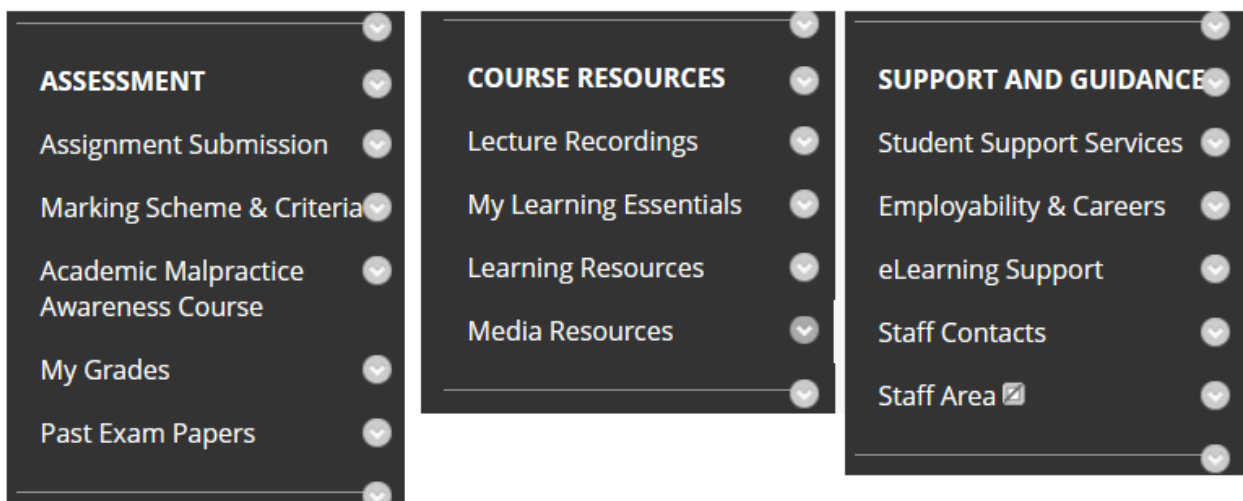 ASSESSMENT
Assignment Submission
Marking Scheme & Criteria
Academic Malpractice
Awareness Course
My Grades
Past Exam Papers
COURSE RESOURCES
Lecture Recordings
My Learning Essentials
Learning Resources
Media Resources
SUPPORT AND GUIDANCE
Student Support Services
Employability & Careers
eLearning Support
Staff Contacts
Staff Area